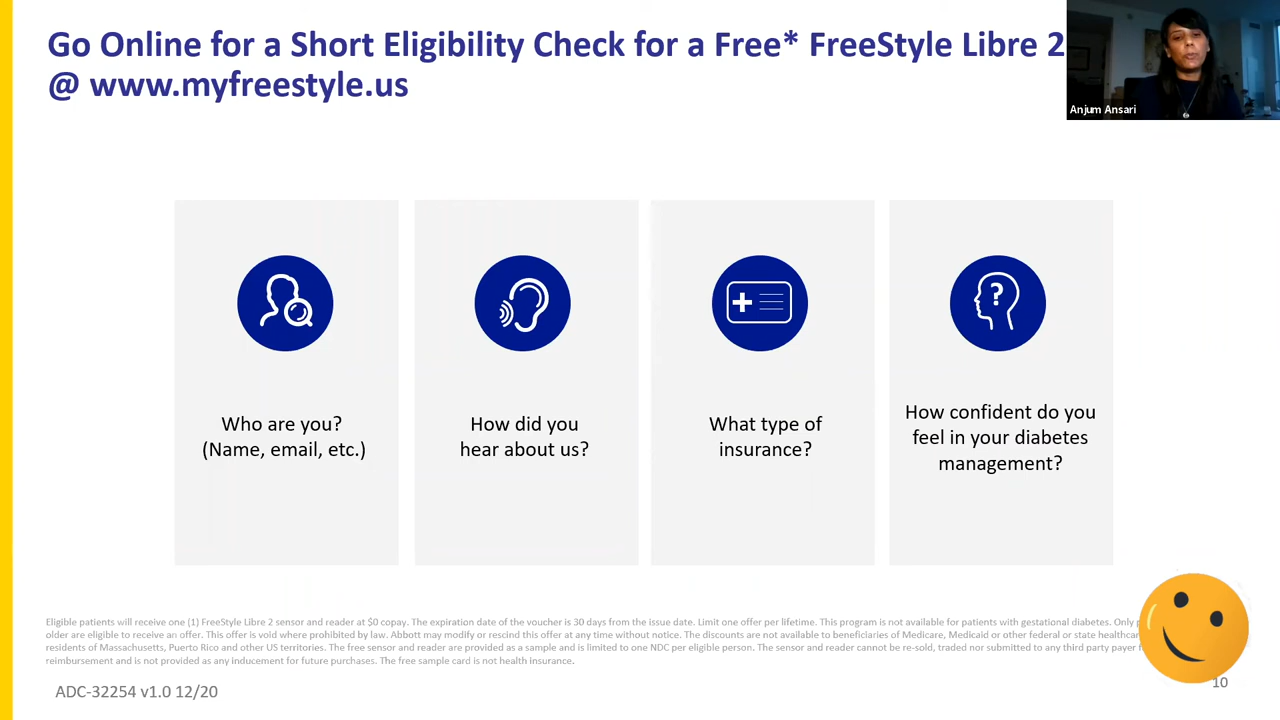 Go Online for a Short Eligibility Check for a Free* FreeStyle Libre 2
@ www.myfreestyle.us
Anjum Ansari
Who are you?
(Name, email, etc.)
How did you
hear about us?
What type of
insurance?
How confident do you
feel in your diabetes
management?
?
Eligible patients will receive one (1) FreeStyle Libre 2 sensor and reader at $0 copay. The expiration date of the voucher is 30 days from the issue date. Limit one offer per lifetime. This program is not available for patients with gestational diabetes. Only
older are eligible to receive an offer. This offer is void where prohibited by law. Abbott may modify or rescind this offer at any time without notice. The discounts are not available to beneficiaries of Medicare, Medicaid or other federal or state healthcar
residents of Massachusetts, Puerto Rico and other US territories. The free sensor and reader are provided as a sample and is limited to one NDC per eligible person. The sensor and reader cannot be re-sold, traded nor submitted to any third party payer
reimbursement and is not provided as any inducement for future purchases. The free sample card is not health insurance.
ADC-32254 v1.0 12/20
10